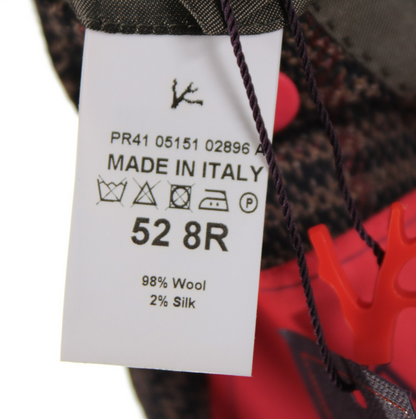 PR41 05151 02896 A
MADE IN ITALY
P
52 8R
98% Wool
2% Silk